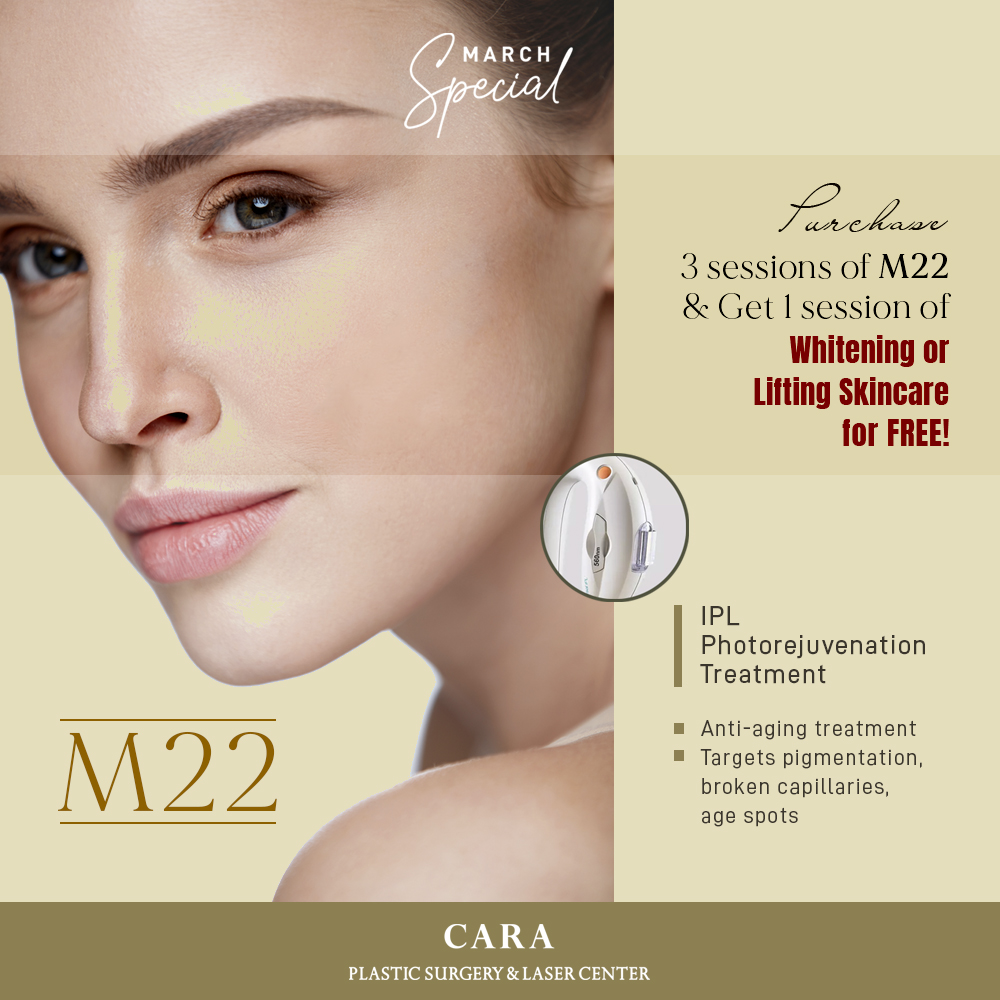 MARCH
Special
Purchase
3 sessions of M22
& Get 1 session of
Whitening or
Lifting Skincare
for FREE!
560nm
IPL
Photorejuvenation
Treatment
Anti-aging treatment
Targets pigmentation,
broken capillaries,
age spots
M22
CARA
PLASTIC SURGERY & LASER CENTER